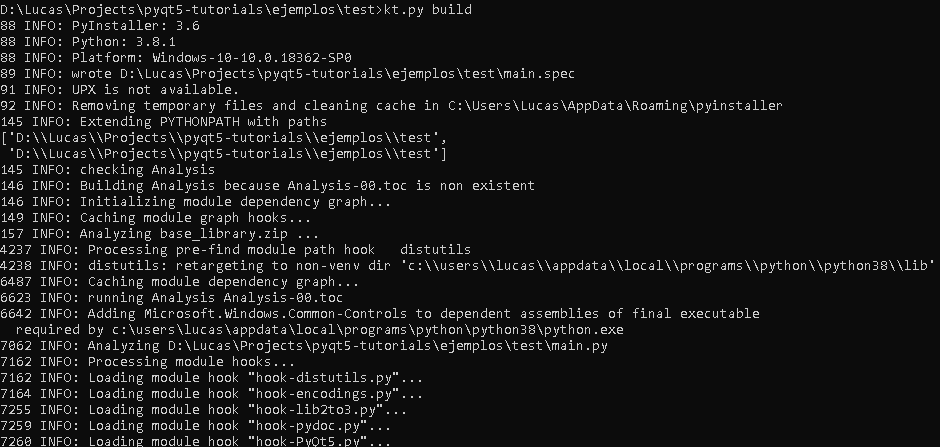 D:\Lucas\Projects\pyqt5-tutorials\ejemplos\test>kt.py build
88 INFO: PyInstaller: 3.6
88 INFO: Python: 3.8.1
88 INFO: Platform: Windows-10-10.0.18362-SP0
89 INFO: wrote D:\Lucas\Projects\pyqt5-tutorials\ejemplos\test\main.spec
91 INFO: UPX is not available.
92 INFO: Removing temporary files and cleaning cache in C:\Users\Lucas\AppData\Roaming\pyinstaller
145 INFO: Extending PYTHONPATH with paths
['D:\\Lucas\\Projects\\pyqt5-tutorials\\ejemplos\\test',
 'D:\\Lucas\\Projects\\pyqt5-tutorials\\ejemplos\\test']
145 INFO: checking Analysis
146 INFO: Building Analysis because Analysis-00.toc is non existent
146 INFO: Initializing module dependency graph...
149 INFO: Caching module graph hooks...
157 INFO: Analyzing base_library.zip ...
4237 INFO: Processing pre-find module path hook   distutils
4238 INFO: distutils: retargeting to non-venv dir 'c:\\users\\lucas\\appdata\\local\\programs\\python\\python38\\lib'
6487 INFO: Caching module dependency graph...
6623 INFO: running Analysis Analysis-00.toc
6642 INFO: Adding Microsoft.Windows.Common-Controls to dependent assemblies of final executable
  required by c:\users\lucas\appdata\local\programs\python\python38\python.exe
7062 INFO: Analyzing D:\Lucas\Projects\pyqt5-tutorials\ejemplos\test\main.py
7162 INFO: Processing module hooks...
7162 INFO: Loading module hook "hook-distutils.py"...
7164 INFO: Loading module hook "hook-encodings.py"...
7255 INFO: Loading module hook "hook-lib2to3.py"...
7259 INFO: Loading module hook "hook-pydoc.py"...
7260 INFO: Loading module hook "hook-PyQt5.py"...